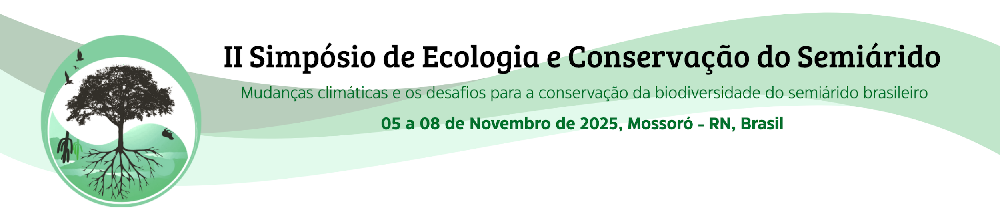 II Simpósio de Ecologia e Conservação do Semiárido
Mudanças climáticas e os desafios para a conservação da biodiversidade do semiárido brasileiro
05 a 08 de Novembro de 2025, Mossoró - RN, Brasil